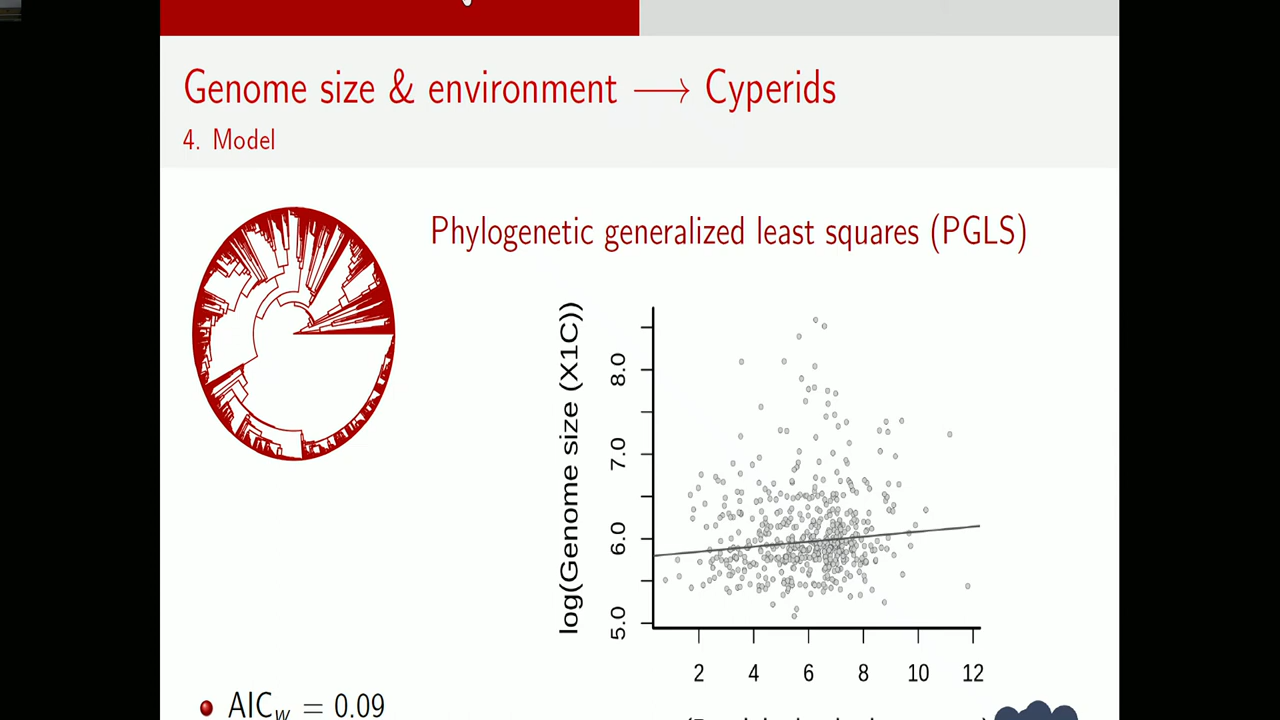 Genome size & environment ⟶ Cyperids
4. Model
Phylogenetic generalized least squares (PGLS)
log(Genome size (X1C))
8.0
7.0
6.0
5.0
2 4 6 8 10 12
AIC_w = 0.09